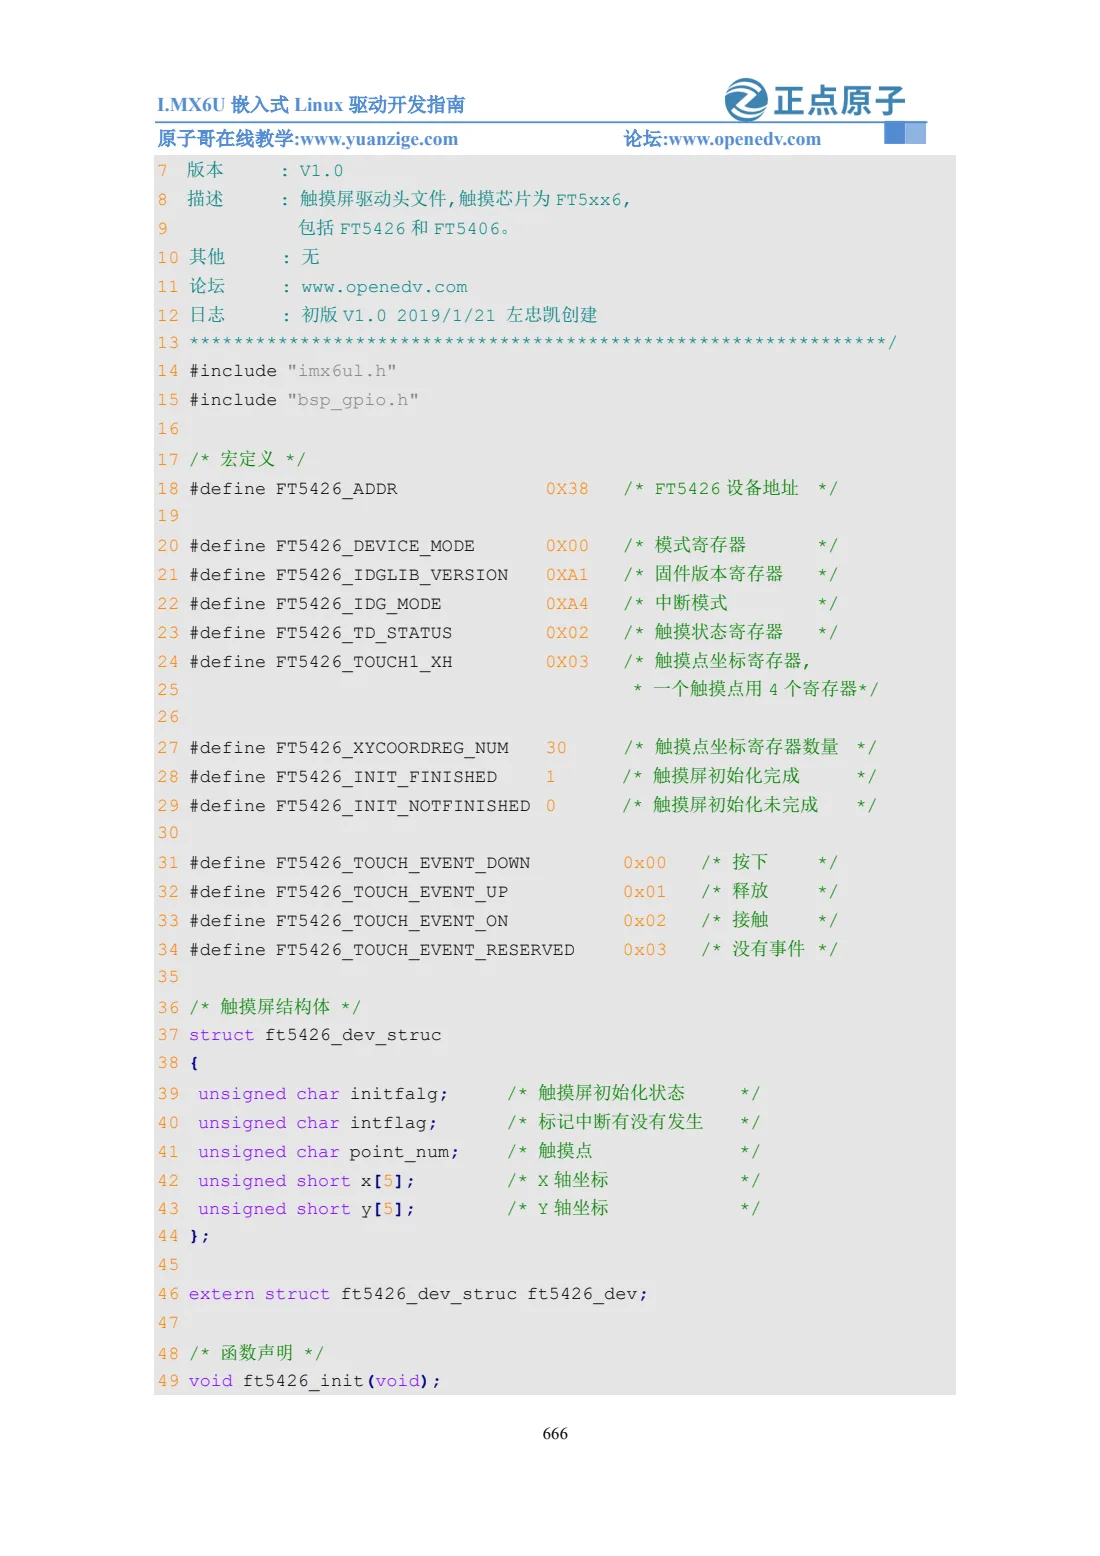 I.MX6U 嵌入式 Linux 驱动开发指南
正点原子
原子哥在线教学:www.yuanzige.com 论坛:www.openedv.com
7 版本 : V1.0
8 描述 : 触摸屏驱动头文件,触摸芯片为 FT5xx6,
9 包括 FT5426 和 FT5406。
10 其他 : 无
11 论坛 : www.openedv.com
12 日志 : 初版 V1.0 2019/1/21 左忠凯创建
13 ***************************************************************/
14 #include "imx6ul.h"
15 #include "bsp_gpio.h"
16
17 /* 宏定义 */
18 #define FT5426_ADDR 0X38 /* FT5426 设备地址 */
19
20 #define FT5426_DEVICE_MODE 0X00 /* 模式寄存器 */
21 #define FT5426_IDGLIB_VERSION 0XA1 /* 固件版本寄存器 */
22 #define FT5426_IDG_MODE 0XA4 /* 中断模式 */
23 #define FT5426_TD_STATUS 0X02 /* 触摸状态寄存器 */
24 #define FT5426_TOUCH1_XH 0X03 /* 触摸点坐标寄存器,
25 * 一个触摸点用 4 个寄存器*/
26
27 #define FT5426_XYCOORDREG_NUM 30 /* 触摸点坐标寄存器数量 */
28 #define FT5426_INIT_FINISHED 1 /* 触摸屏初始化完成 */
29 #define FT5426_INIT_NOTFINISHED 0 /* 触摸屏初始化未完成 */
30
31 #define FT5426_TOUCH_EVENT_DOWN 0x00 /* 按下 */
32 #define FT5426_TOUCH_EVENT_UP 0x01 /* 释放 */
33 #define FT5426_TOUCH_EVENT_ON 0x02 /* 接触 */
34 #define FT5426_TOUCH_EVENT_RESERVED 0x03 /* 没有事件 */
35
36 /* 触摸屏结构体 */
37 struct ft5426_dev_struc
38 {
39 unsigned char initfalg; /* 触摸屏初始化状态 */
40 unsigned char intflag; /* 标记中断有没有发生 */
41 unsigned char point_num; /* 触摸点 */
42 unsigned short x[5]; /* X 轴坐标 */
43 unsigned short y[5]; /* Y 轴坐标 */
44 };
45
46 extern struct ft5426_dev_struc ft5426_dev;
47
48 /* 函数声明 */
49 void ft5426_init(void);
666